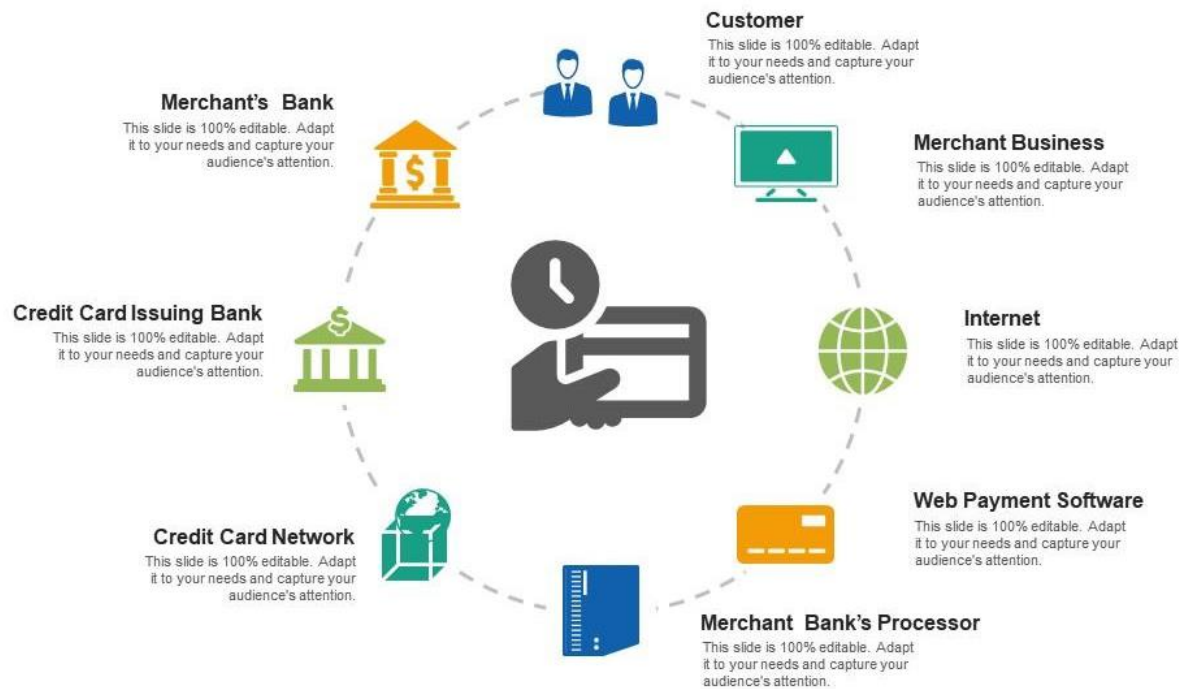 Customer
This slide is 100% editable. Adapt
it to your needs and capture your
audience's attention.
Merchant Business
This slide is 100% editable. Adapt
it to your needs and capture your
audience's attention.
Internet
This slide is 100% editable. Adapt
it to your needs and capture your
audience's attention.
Web Payment Software
This slide is 100% editable. Adapt
it to your needs and capture your
audience's attention.
Merchant Bank's Processor
This slide is 100% editable. Adapt
it to your needs and capture your
audience's attention.
Credit Card Network
This slide is 100% editable. Adapt
it to your needs and capture your
audience's attention.
Credit Card Issuing Bank
This slide is 100% editable. Adapt
it to your needs and capture your
audience's attention.
$
Merchant's Bank
This slide is 100% editable. Adapt
it to your needs and capture your
audience's attention.
$